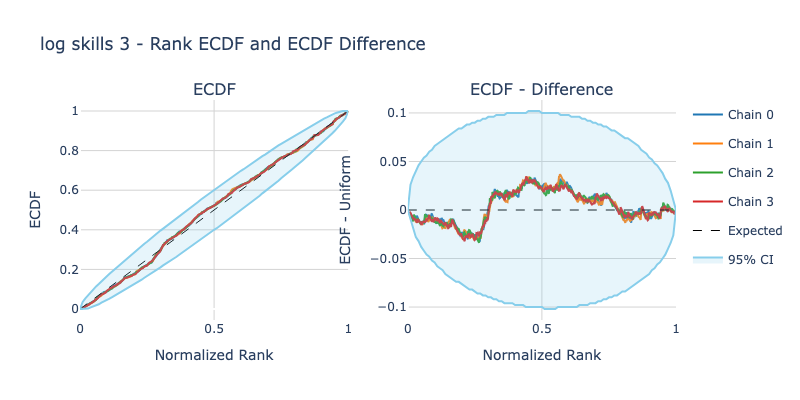 log skills 3 - Rank ECDF and ECDF Difference
ECDF
ECDF - Difference
1
0.8
0.6
0.4
0.2
0
0
0.5
1
ECDF
Normalized Rank
0.1
0.05
0
−0.05
−0.1
0
0.5
1
ECDF - Uniform
Normalized Rank
Chain 0
Chain 1
Chain 2
Chain 3
Expected
95% CI